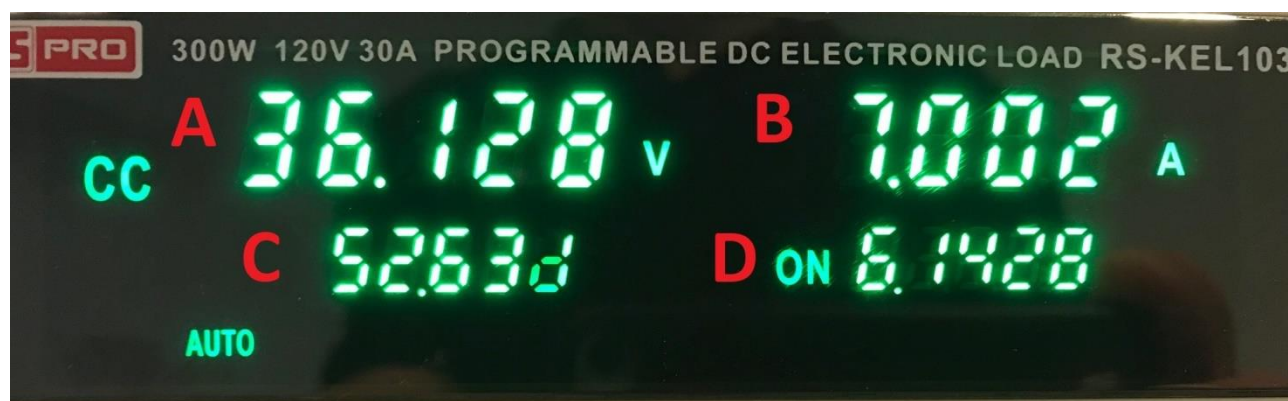 S PRO 300W 120V 30A PROGRAMMABLE DC ELECTRONIC LOAD RS-KEL103
A 36.128 V B 7.002 A
CC
C 52.63d D ON 6.1428
AUTO